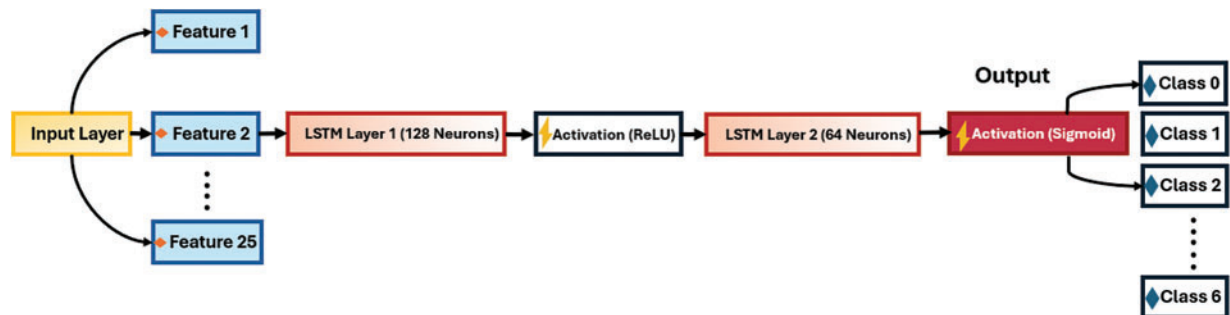 Input Layer
Feature 1
Feature 2
Feature 25
LSTM Layer 1 (128 Neurons)
Activation (ReLU)
LSTM Layer 2 (64 Neurons)
Output
Activation (Sigmoid)
Class 0
Class 1
Class 2
Class 6